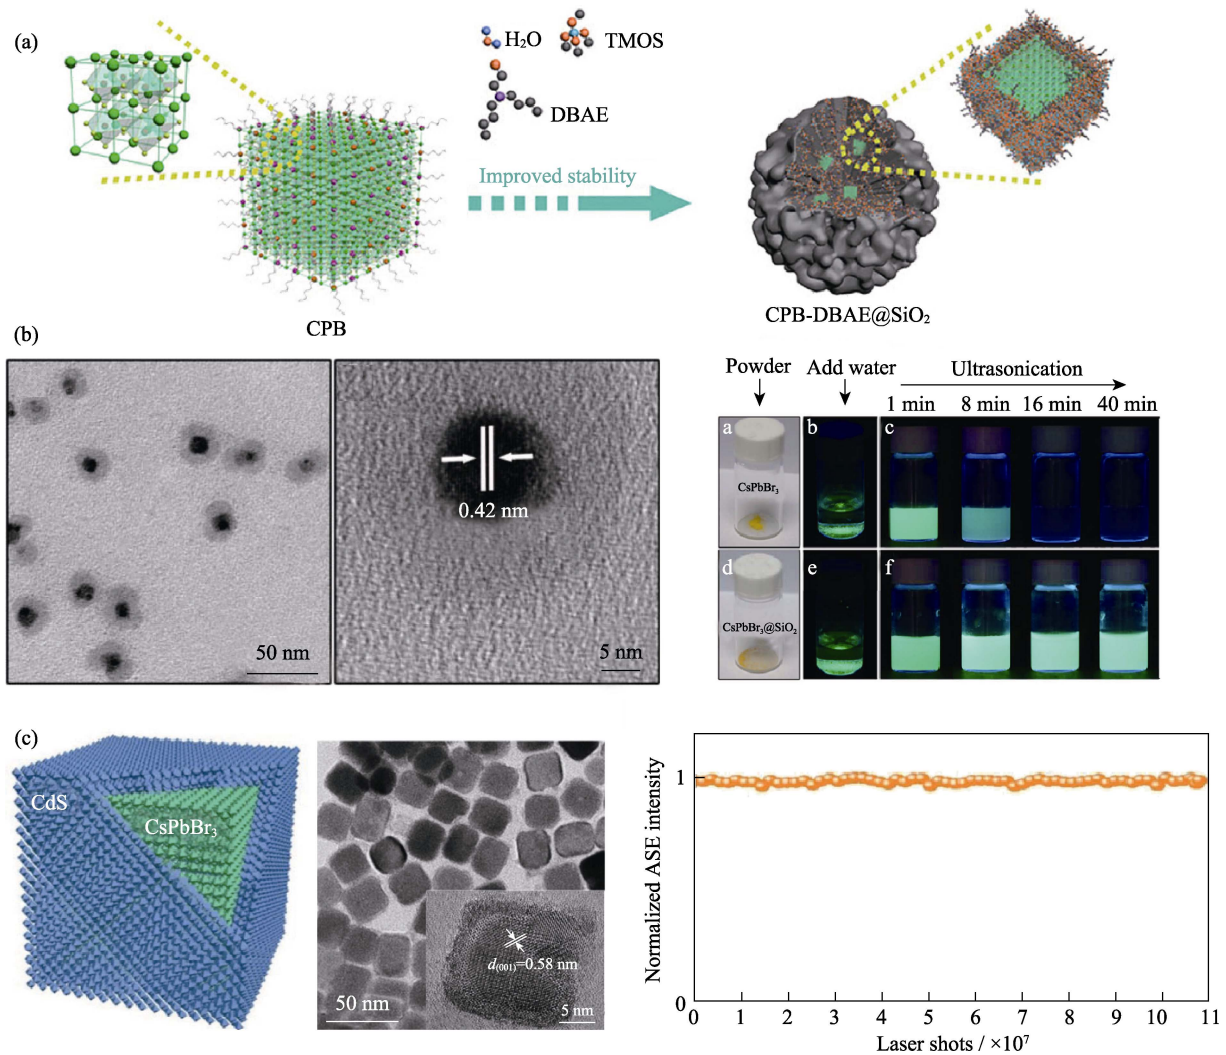 (a)
H₂O
TMOS
DBAE
Improved stability
CPB
CPB-DBAE@SiO₂
(b)
0.42 nm
50 nm
5 nm
Powder
Add water
Ultrasonication
1 min 8 min 16 min 40 min
a
b
c
CsPbBr₃
d
e
f
CsPbBr₃@SiO₂
(c)
CdS
CsPbBr₃
d₍₀₀₁₎=0.58 nm
50 nm
5 nm
Normalized ASE intensity
1
0
0 1 2 3 4 5 6 7 8 9 10 11
Laser shots / ×10⁷